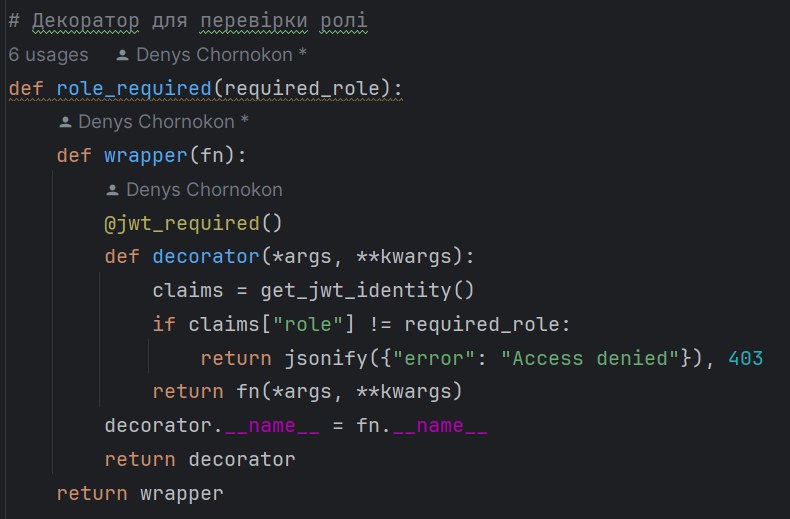 # Декоратор для перевірки ролі
6 usages Denys Chornokon *
def role_required(required_role):
Denys Chornokon *
def wrapper(fn):
Denys Chornokon
@jwt_required()
def decorator(*args, **kwargs):
claims = get_jwt_identity()
if claims["role"] != required_role:
return jsonify({"error": "Access denied"}), 403
return fn(*args, **kwargs)
decorator.__name__ = fn.__name__
return decorator
return wrapper